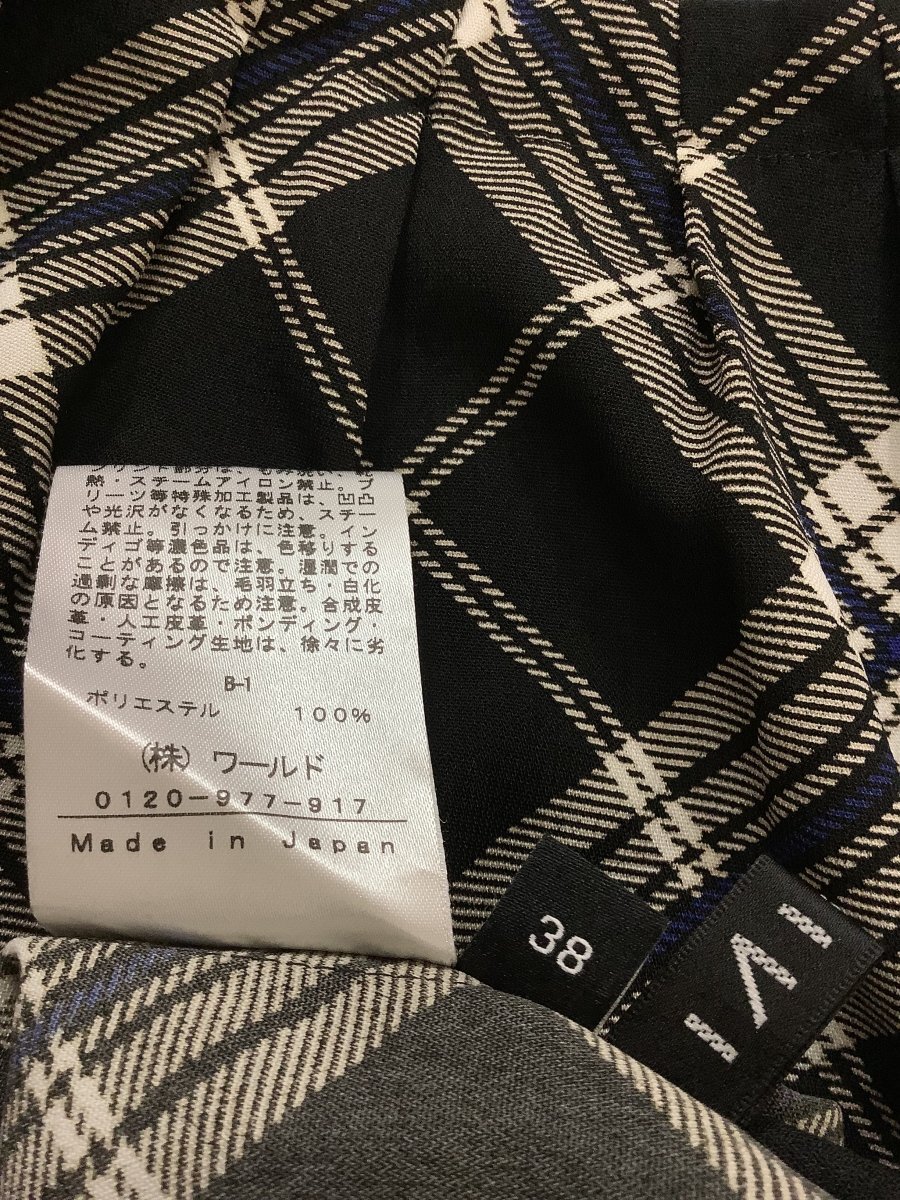 熱・スチームアイロン禁止。プ
リーツ等特殊加工製品は、凹凸
や光沢がなくなるため、スチー
ム禁止。引っかけに注意。イン
ディゴ等濃色品は、色移りする
ことがあるので注意。湿潤での
過剰な摩擦は、毛羽立ち・白化
の原因となるため注意。合成皮
革・人工皮革・ボンディング・
コーティング生地は、徐々に劣
化する。
B-1
ポリエステル 100%
(株) ワールド
0120-977-917
Made in Japan
38